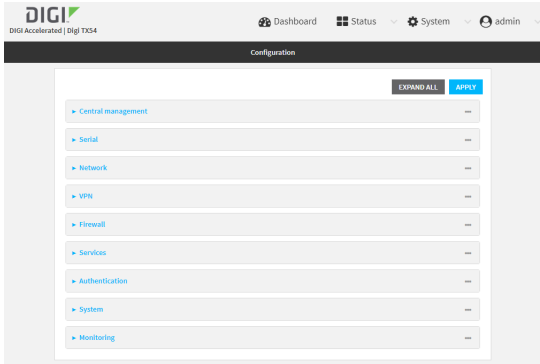 DIGI
DIGI Accelerated | Digi TX54
Dashboard Status System admin
Configuration
EXPAND ALL APPLY
Central management
Serial
Network
VPN
Firewall
Services
Authentication
System
Monitoring